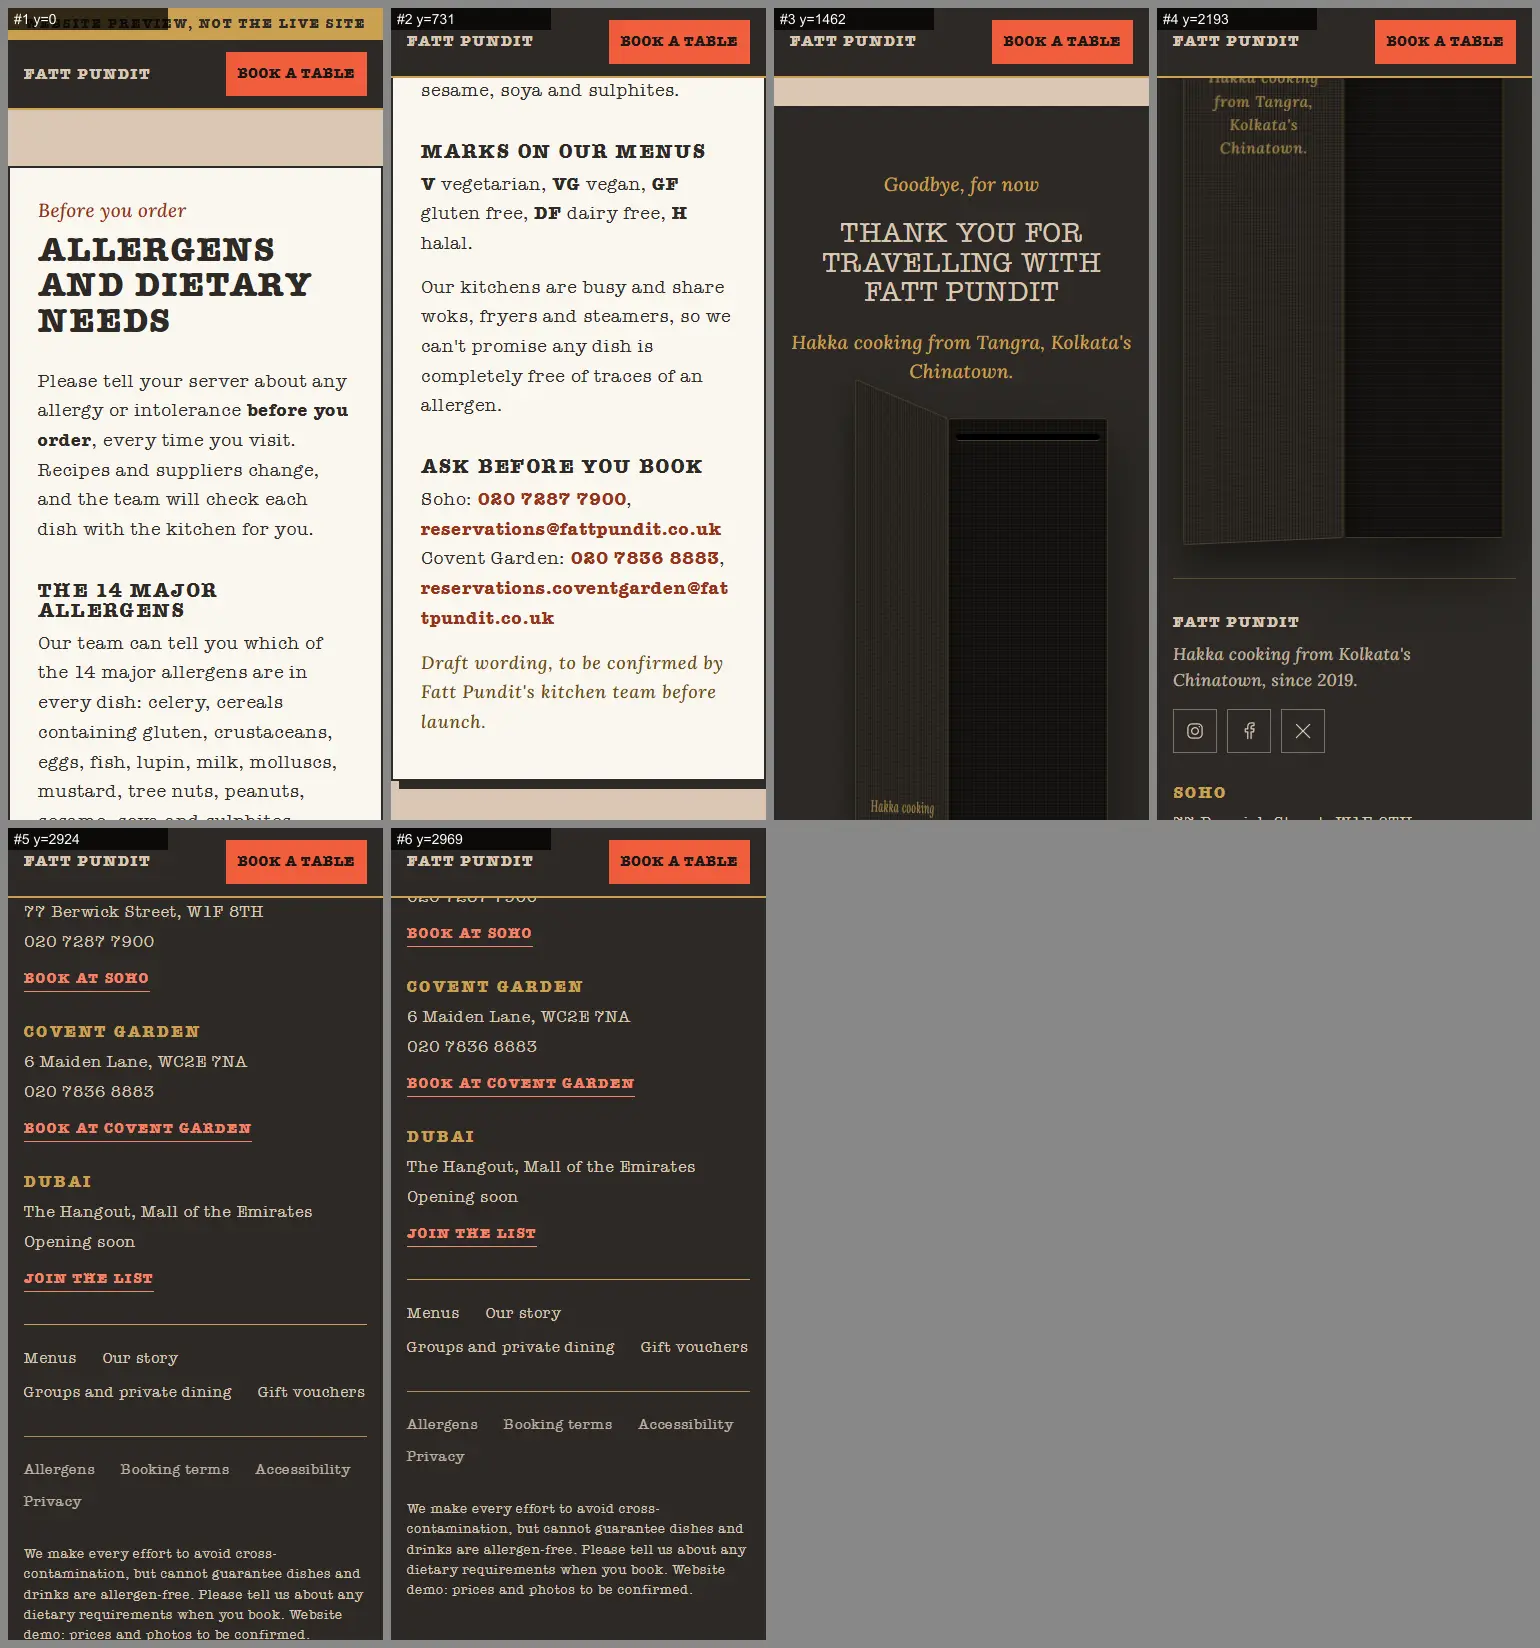 #1 y=0
SITE PREVIEW, NOT THE LIVE SITE
FATT PUNDIT
BOOK A TABLE
Before you order
ALLERGENS
AND DIETARY
NEEDS
Please tell your server about any
allergy or intolerance before you
order, every time you visit.
Recipes and suppliers change,
and the team will check each
dish with the kitchen for you.
THE 14 MAJOR
ALLERGENS
Our team can tell you which of
the 14 major allergens are in
every dish: celery, cereals
containing gluten, crustaceans,
eggs, fish, lupin, milk, molluscs,
mustard, tree nuts, peanuts,
sesame, soya and sulphites.
#2 y=731
FATT PUNDIT
BOOK A TABLE
sesame, soya and sulphites.
MARKS ON OUR MENUS
V vegetarian, VG vegan, GF
gluten free, DF dairy free, H
halal.
Our kitchens are busy and share
woks, fryers and steamers, so we
can't promise any dish is
completely free of traces of an
allergen.
ASK BEFORE YOU BOOK
Soho: 020 7287 7900,
reservations@fattpundit.co.uk
Covent Garden: 020 7836 8883,
reservations.coventgarden@fat
tpundit.co.uk
Draft wording, to be confirmed by
Fatt Pundit's kitchen team before
launch.
#3 y=1462
FATT PUNDIT
BOOK A TABLE
Goodbye, for now
THANK YOU FOR
TRAVELLING WITH
FATT PUNDIT
Hakka cooking from Tangra, Kolkata's
Chinatown.
Hakka cooking
#4 y=2193
FATT PUNDIT
BOOK A TABLE
Hakka cooking
from Tangra,
Kolkata's
Chinatown.
FATT PUNDIT
Hakka cooking from Kolkata's
Chinatown, since 2019.
SOHO
77 Berwick Street, W1F 8TH
#5 y=2924
FATT PUNDIT
BOOK A TABLE
77 Berwick Street, W1F 8TH
020 7287 7900
BOOK AT SOHO
COVENT GARDEN
6 Maiden Lane, WC2E 7NA
020 7836 8883
BOOK AT COVENT GARDEN
DUBAI
The Hangout, Mall of the Emirates
Opening soon
JOIN THE LIST
Menus Our story
Groups and private dining Gift vouchers
Allergens Booking terms Accessibility
Privacy
We make every effort to avoid cross-
contamination, but cannot guarantee dishes and
drinks are allergen-free. Please tell us about any
dietary requirements when you book. Website
demo: prices and photos to be confirmed.
#6 y=2969
FATT PUNDIT
BOOK A TABLE
020 7287 7900
BOOK AT SOHO
COVENT GARDEN
6 Maiden Lane, WC2E 7NA
020 7836 8883
BOOK AT COVENT GARDEN
DUBAI
The Hangout, Mall of the Emirates
Opening soon
JOIN THE LIST
Menus Our story
Groups and private dining Gift vouchers
Allergens Booking terms Accessibility
Privacy
We make every effort to avoid cross-
contamination, but cannot guarantee dishes and
drinks are allergen-free. Please tell us about any
dietary requirements when you book. Website
demo: prices and photos to be confirmed.